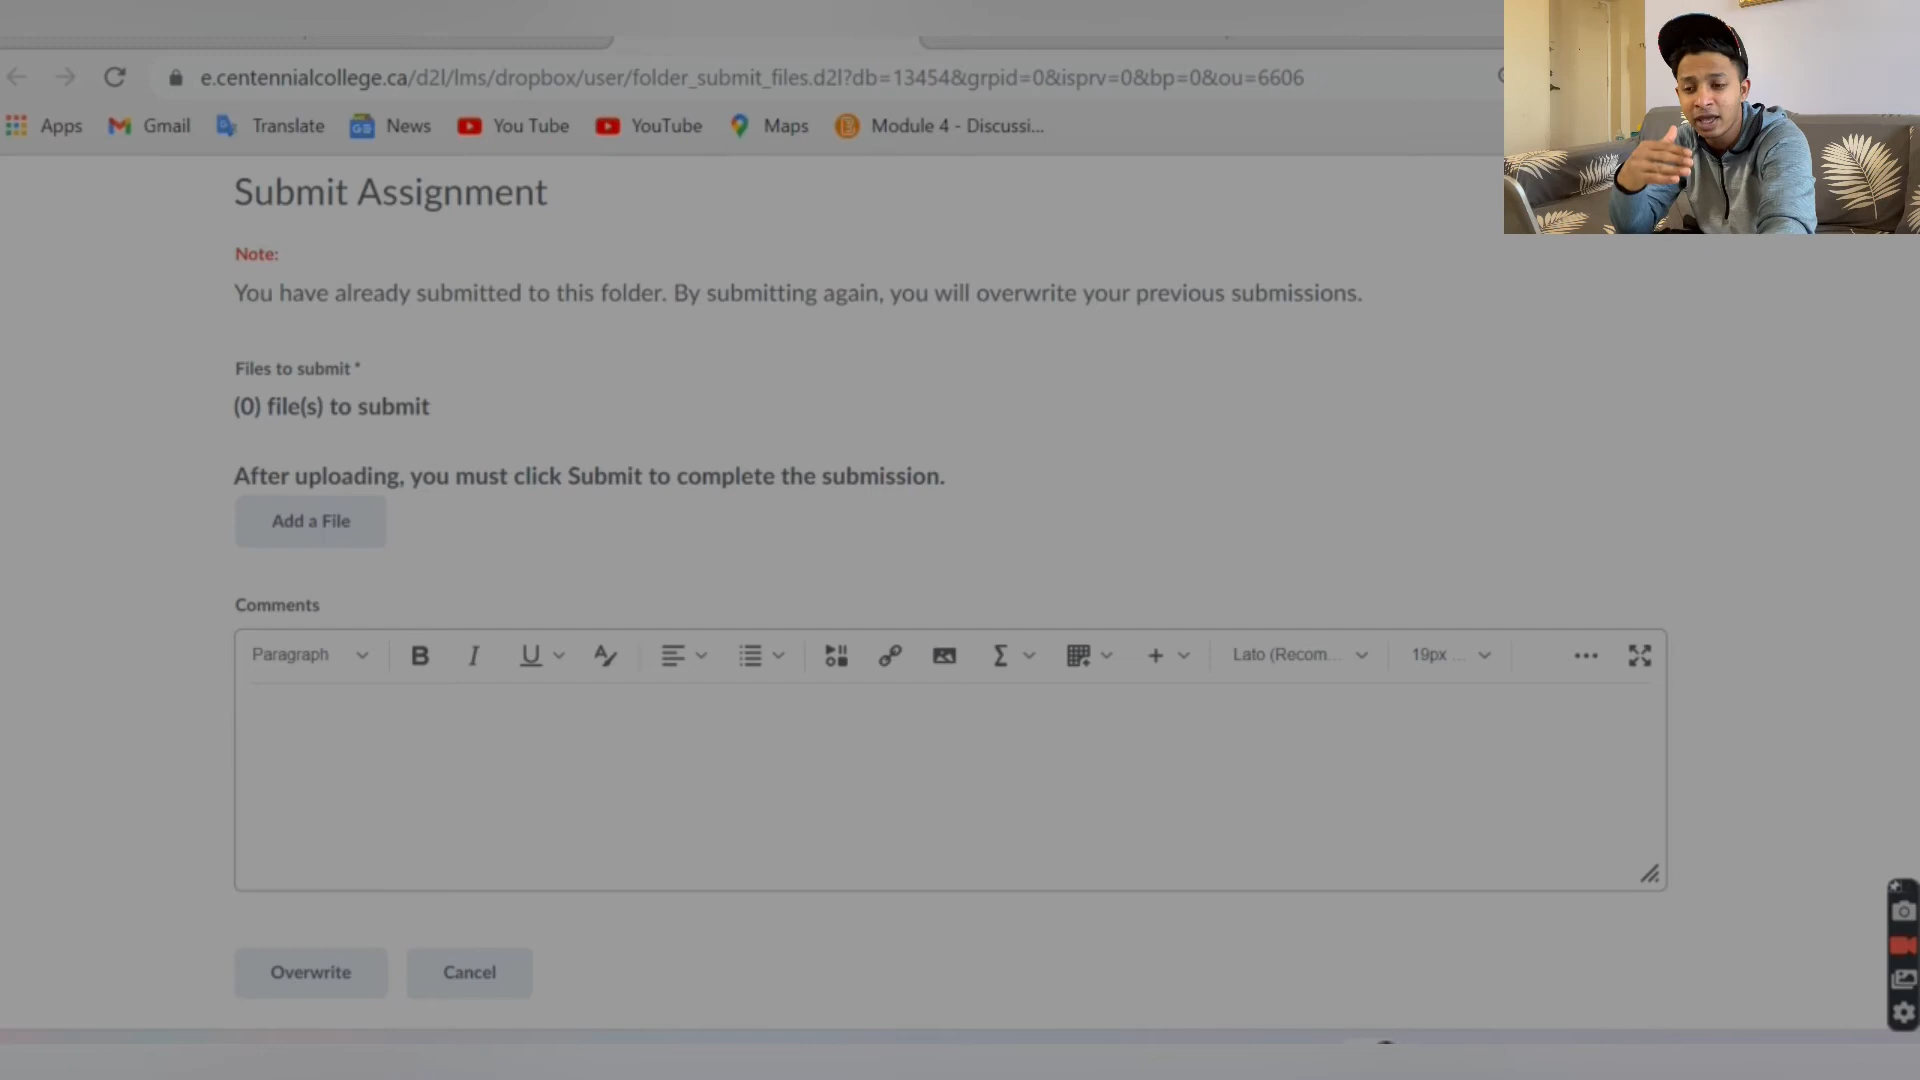 e.centennialcollege.ca/d2l/lms/dropbox/user/folder_submit_files.d2l?db=13454&grpid=0&isprv=0&bp=0&ou=6606
Apps Gmail Translate News You Tube YouTube Maps Module 4 - Discussi...
Submit Assignment
Note:
You have already submitted to this folder. By submitting again, you will overwrite your previous submissions.
Files to submit *
(0) file(s) to submit
After uploading, you must click Submit to complete the submission.
Add a File
Comments
Paragraph B I U Lato (Recom... 19px ...
Overwrite Cancel